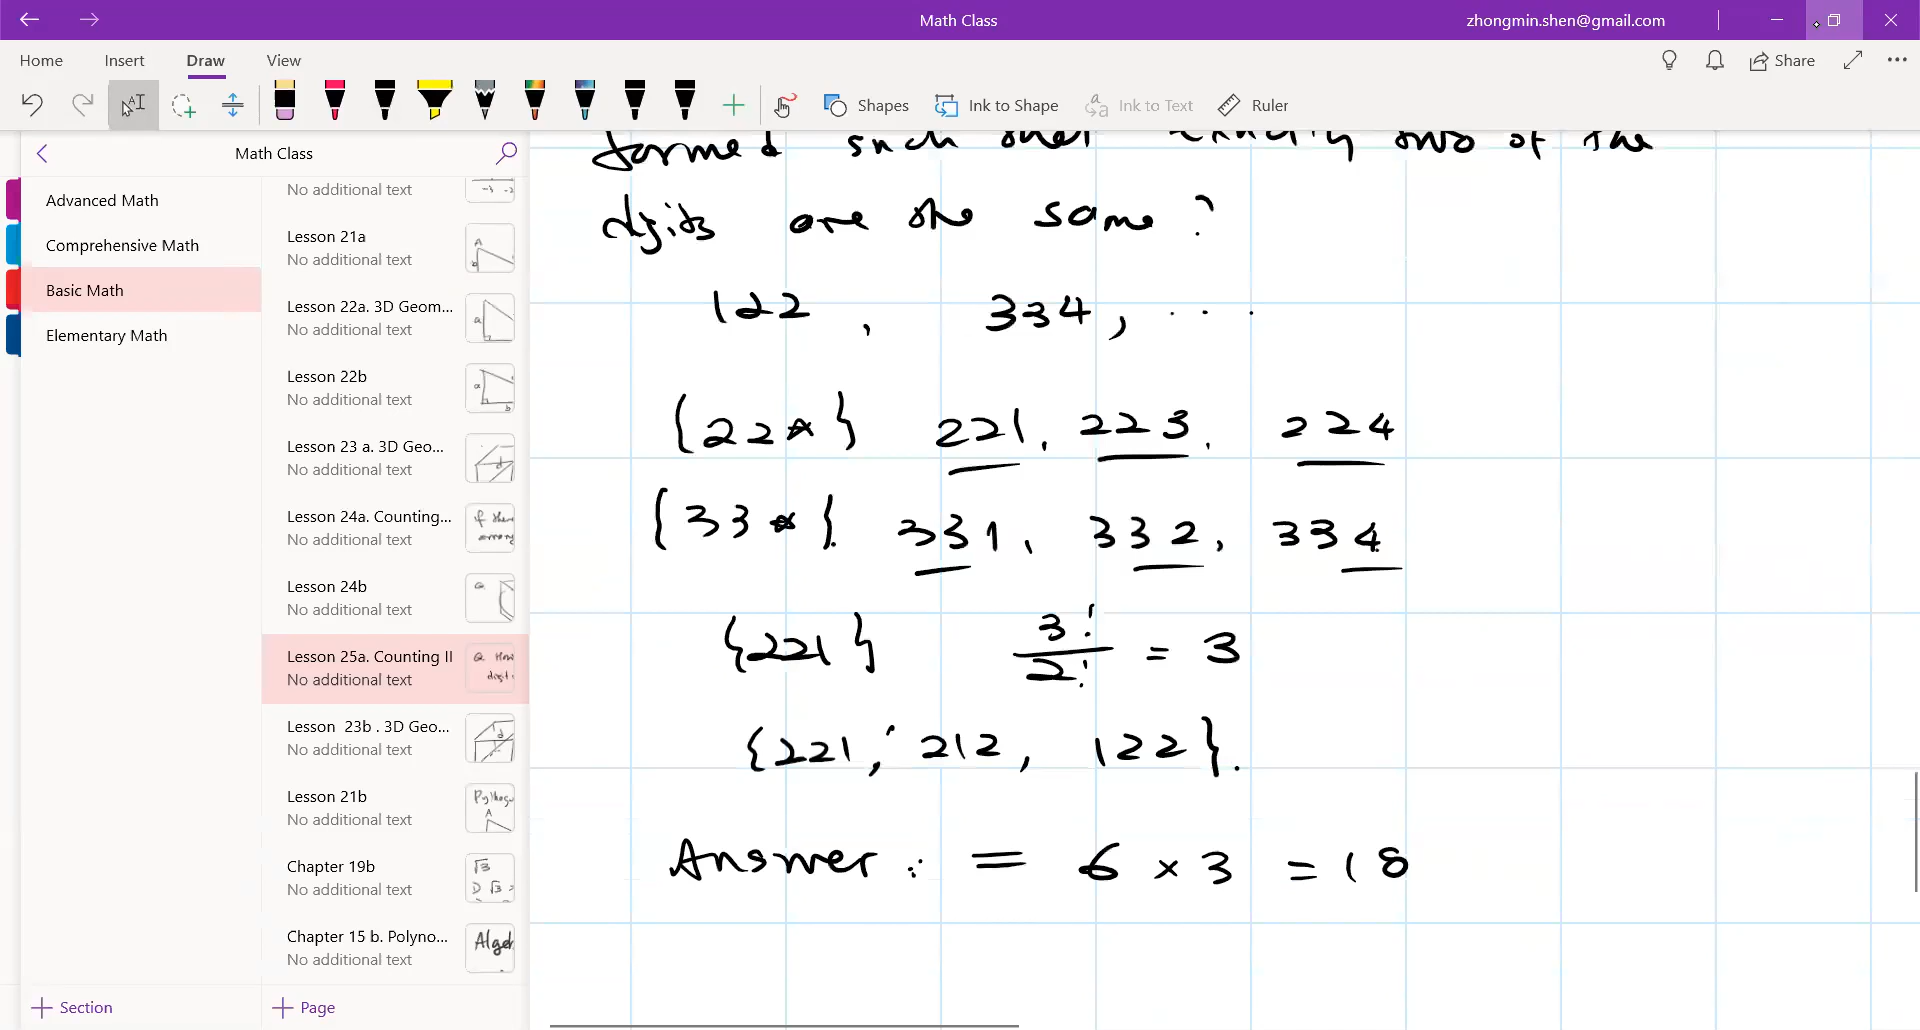 Math Class
zhongmin.shen@gmail.com
Home Insert Draw View
Share
Shapes Ink to Shape Ink to Text Ruler
Math Class
Advanced Math
Comprehensive Math
Basic Math
Elementary Math
No additional text
Lesson 21a
No additional text
Lesson 22a. 3D Geom...
No additional text
Lesson 22b
No additional text
Lesson 23 a. 3D Geo...
No additional text
Lesson 24a. Counting...
No additional text
Lesson 24b
No additional text
Lesson 25a. Counting II
No additional text
Lesson 23b . 3D Geo...
No additional text
Lesson 21b
No additional text
Chapter 19b
No additional text
Chapter 15 b. Polyno...
No additional text
Section
Page
formed such that exactly two of the
digits are the same ?
122 , 334, ...
{22*} 221, 223, 224
{33*}. 331, 332, 334
{221} 3!/2! = 3
{221, 212, 122}.
Answer : = 6 × 3 = 18